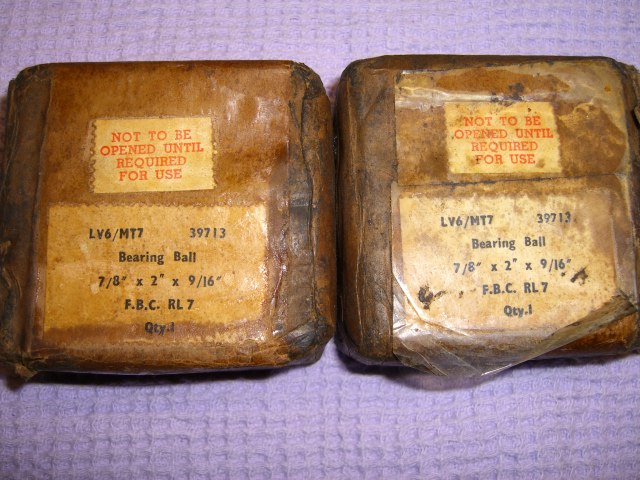 NOT TO BE
OPENED UNTIL
REQUIRED
FOR USE
LV6/MT7 39713
Bearing Ball
7/8" x 2" x 9/16"
F.B.C. RL 7
Qty.1
NOT TO BE
OPENED UNTIL
REQUIRED
FOR USE
LV6/MT7 39713
Bearing Ball
7/8" x 2" x 9/16"
F.B.C. RL 7
Qty.1